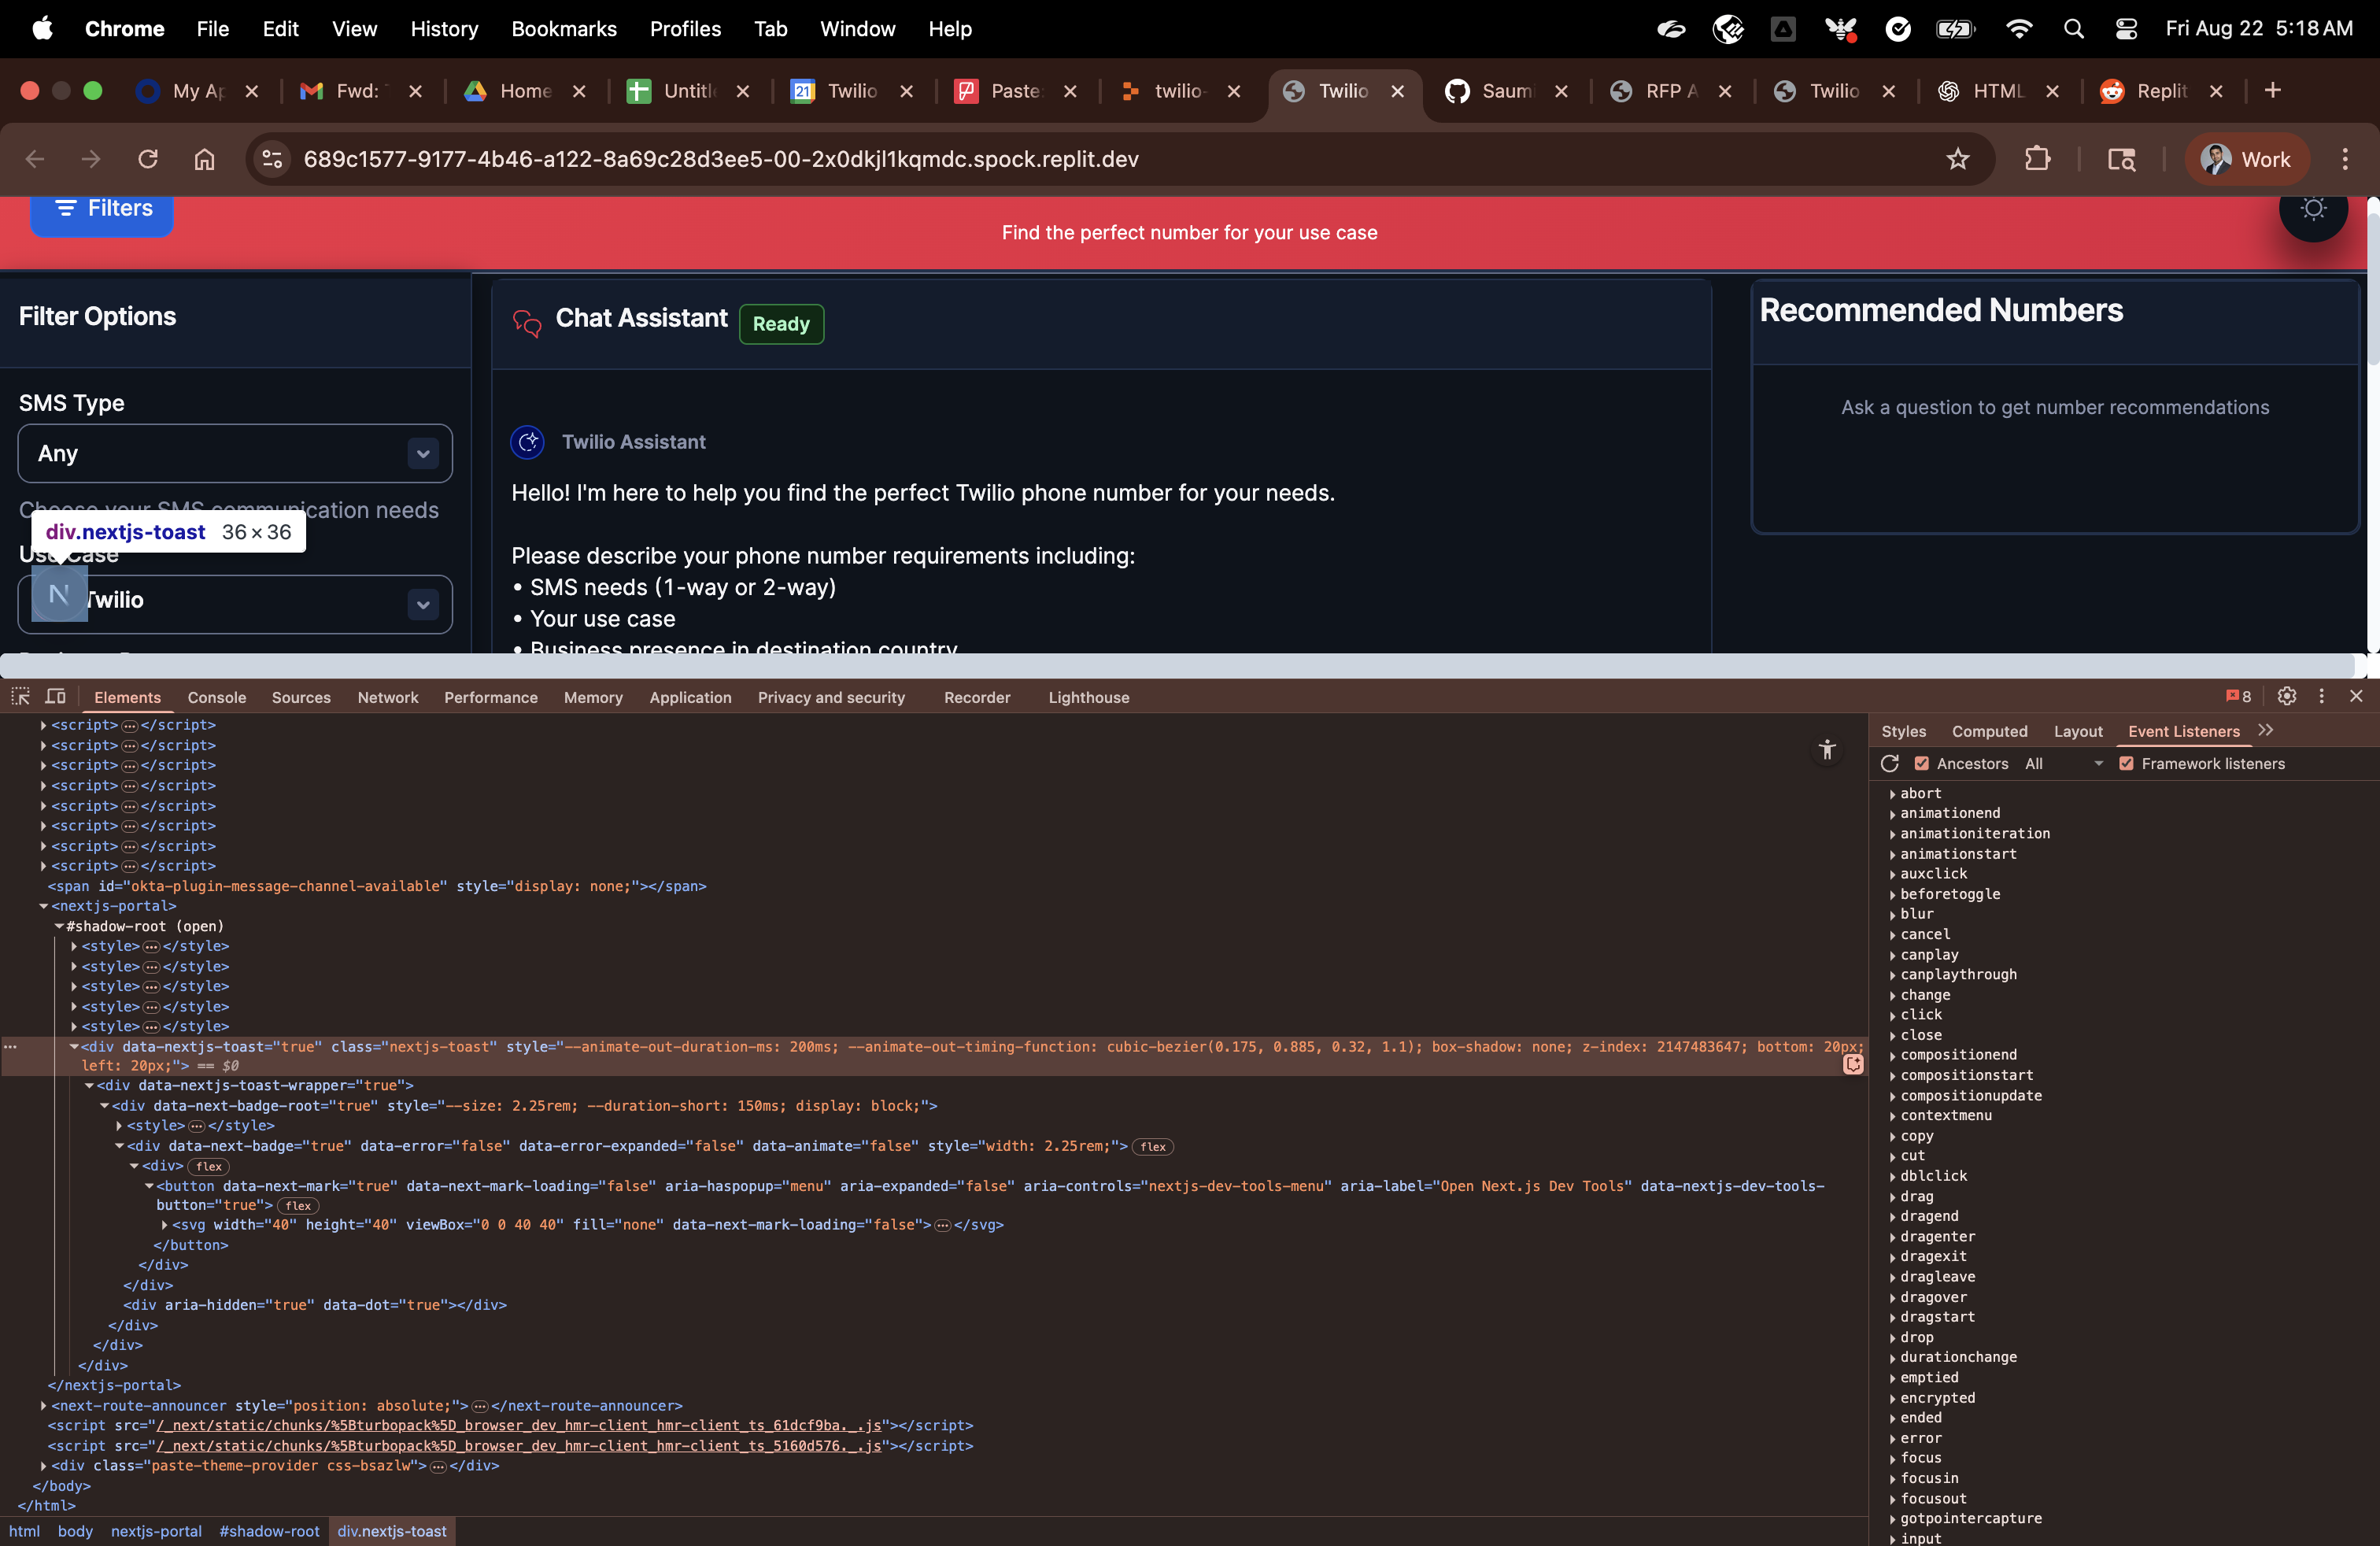 Chrome File Edit View History Bookmarks Profiles Tab Window Help Fri Aug 22 5:18 AM
My Ap Fwd: Home Untitl Twilio Paste: twilio- Twilio Saumi RFP A Twilio HTML Replit
689c1577-9177-4b46-a122-8a69c28d3ee5-00-2x0dkjl1kqmdc.spock.replit.dev Work
Filters
Find the perfect number for your use case
Filter Options
SMS Type
Any
Choose your SMS communication needs
div.nextjs-toast 36 × 36
Use Case
N Twilio
Chat Assistant Ready
Twilio Assistant
Hello! I'm here to help you find the perfect Twilio phone number for your needs.
Please describe your phone number requirements including:
• SMS needs (1-way or 2-way)
• Your use case
• Business presence in destination country
Recommended Numbers
Ask a question to get number recommendations
Elements Console Sources Network Performance Memory Application Privacy and security Recorder Lighthouse 8
<script>…</script>
<script>…</script>
<script>…</script>
<script>…</script>
<script>…</script>
<script>…</script>
<script>…</script>
<script>…</script>
<span id="okta-plugin-message-channel-available" style="display: none;"></span>
<nextjs-portal>
#shadow-root (open)
<style>…</style>
<style>…</style>
<style>…</style>
<style>…</style>
<style>…</style>
<div data-nextjs-toast="true" class="nextjs-toast" style="--animate-out-duration-ms: 200ms; --animate-out-timing-function: cubic-bezier(0.175, 0.885, 0.32, 1.1); box-shadow: none; z-index: 2147483647; bottom: 20px;
left: 20px;"> == $0
<div data-nextjs-toast-wrapper="true">
<div data-next-badge-root="true" style="--size: 2.25rem; --duration-short: 150ms; display: block;">
<style>…</style>
<div data-next-badge="true" data-error="false" data-error-expanded="false" data-animate="false" style="width: 2.25rem;"> flex
<div> flex
<button data-next-mark="true" data-next-mark-loading="false" aria-haspopup="menu" aria-expanded="false" aria-controls="nextjs-dev-tools-menu" aria-label="Open Next.js Dev Tools" data-nextjs-dev-tools-
button="true"> flex
<svg width="40" height="40" viewBox="0 0 40 40" fill="none" data-next-mark-loading="false">…</svg>
</button>
</div>
</div>
<div aria-hidden="true" data-dot="true"></div>
</div>
</div>
</div>
</nextjs-portal>
<next-route-announcer style="position: absolute;">…</next-route-announcer>
<script src="/_next/static/chunks/%5Bturbopack%5D_browser_dev_hmr-client_hmr-client_ts_61dcf9ba._.js"></script>
<script src="/_next/static/chunks/%5Bturbopack%5D_browser_dev_hmr-client_hmr-client_ts_5160d576._.js"></script>
<div class="paste-theme-provider css-bsazlw">…</div>
</body>
</html>
html body nextjs-portal #shadow-root div.nextjs-toast
Styles Computed Layout Event Listeners
Ancestors All Framework listeners
abort
animationend
animationiteration
animationstart
auxclick
beforetoggle
blur
cancel
canplay
canplaythrough
change
click
close
compositionend
compositionstart
compositionupdate
contextmenu
copy
cut
dblclick
drag
dragend
dragenter
dragexit
dragleave
dragover
dragstart
drop
durationchange
emptied
encrypted
ended
error
focus
focusin
focusout
gotpointercapture
input